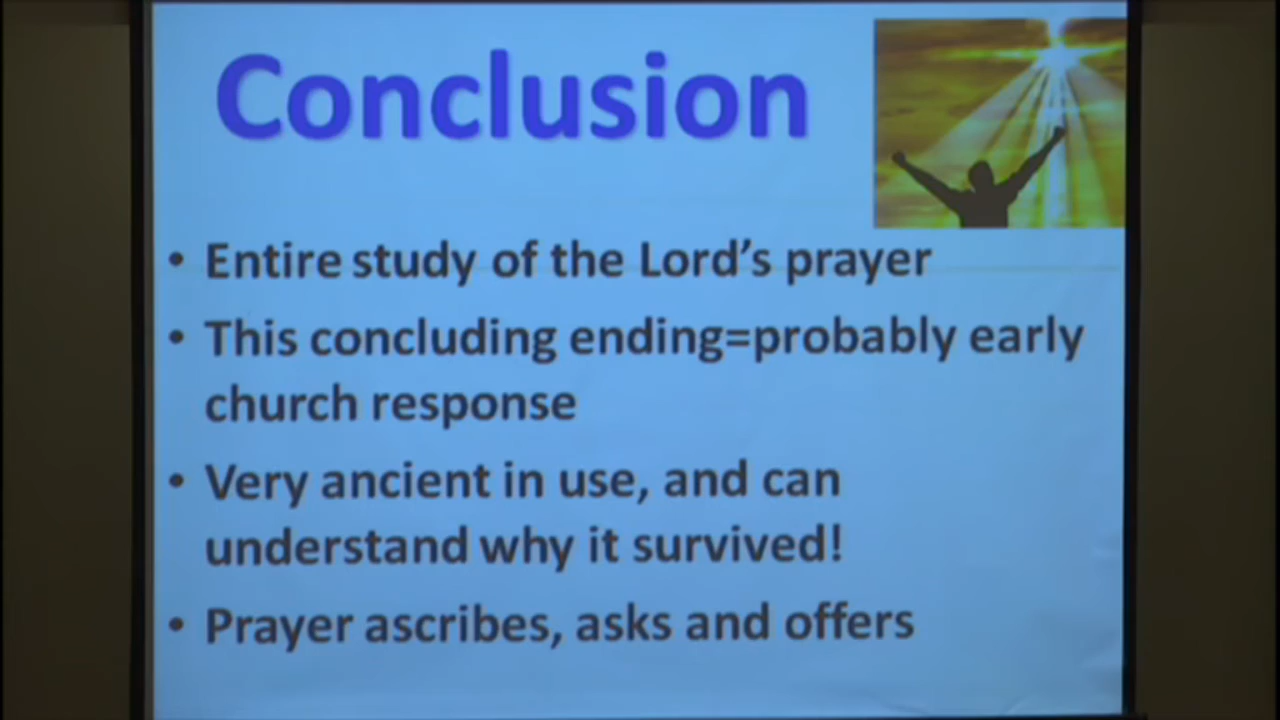 Conclusion
• Entire study of the Lord's prayer
• This concluding ending=probably early
church response
• Very ancient in use, and can
understand why it survived!
• Prayer ascribes, asks and offers